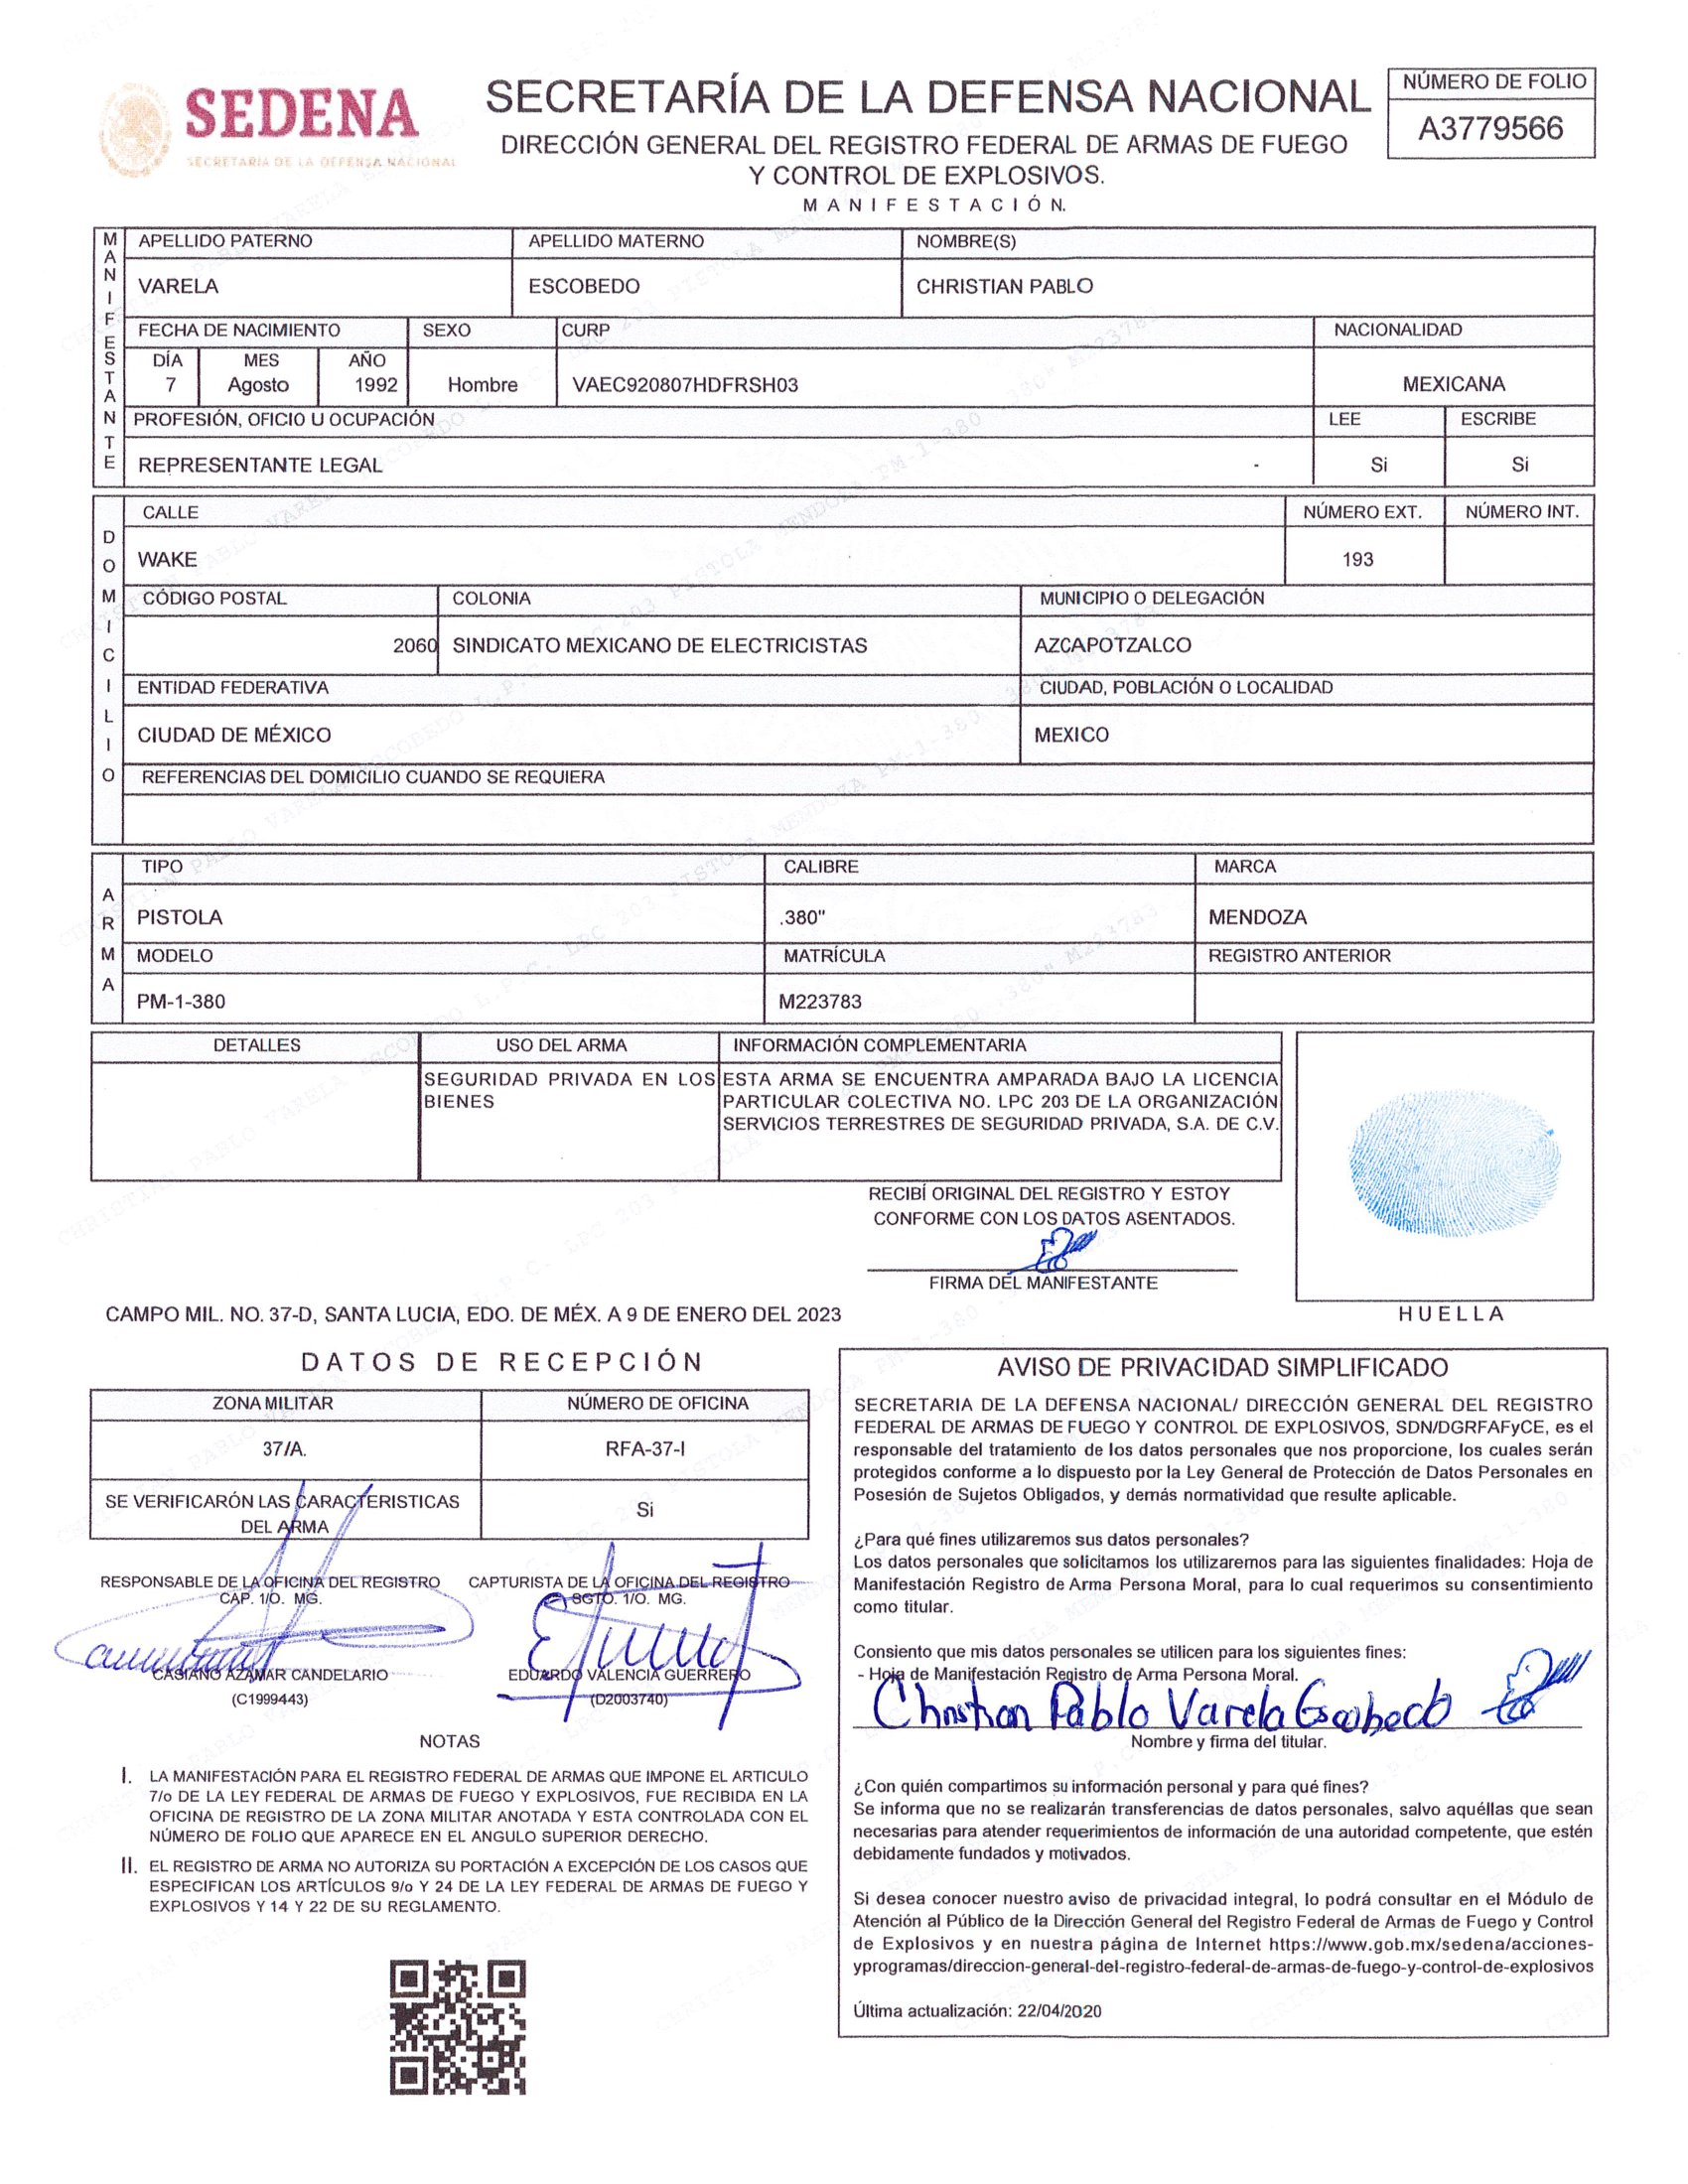 SEDENA
SECRETARÍA DE LA DEFENSA NACIONAL
SECRETARÍA DE LA DEFENSA NACIONAL
DIRECCIÓN GENERAL DEL REGISTRO FEDERAL DE ARMAS DE FUEGO
Y CONTROL DE EXPLOSIVOS.
MANIFESTACIÓN.
NÚMERO DE FOLIO
A3779566
MANIFESTANTE
APELLIDO PATERNO APELLIDO MATERNO NOMBRE(S)
VARELA ESCOBEDO CHRISTIAN PABLO
FECHA DE NACIMIENTO SEXO CURP NACIONALIDAD
DÍA MES AÑO
7 Agosto 1992 Hombre VAEC920807HDFRSH03 MEXICANA
PROFESIÓN, OFICIO U OCUPACIÓN LEE ESCRIBE
REPRESENTANTE LEGAL - Si Si
DOMICILIO
CALLE NÚMERO EXT. NÚMERO INT.
WAKE 193
CÓDIGO POSTAL COLONIA MUNICIPIO O DELEGACIÓN
2060 SINDICATO MEXICANO DE ELECTRICISTAS AZCAPOTZALCO
ENTIDAD FEDERATIVA CIUDAD, POBLACIÓN O LOCALIDAD
CIUDAD DE MÉXICO MEXICO
REFERENCIAS DEL DOMICILIO CUANDO SE REQUIERA
ARMA
TIPO CALIBRE MARCA
PISTOLA .380" MENDOZA
MODELO MATRÍCULA REGISTRO ANTERIOR
PM-1-380 M223783
DETALLES USO DEL ARMA INFORMACIÓN COMPLEMENTARIA
SEGURIDAD PRIVADA EN LOS ESTA ARMA SE ENCUENTRA AMPARADA BAJO LA LICENCIA
BIENES PARTICULAR COLECTIVA NO. LPC 203 DE LA ORGANIZACIÓN
SERVICIOS TERRESTRES DE SEGURIDAD PRIVADA, S.A. DE C.V.
RECIBÍ ORIGINAL DEL REGISTRO Y ESTOY
CONFORME CON LOS DATOS ASENTADOS.
FIRMA DEL MANIFESTANTE
HUELLA
CAMPO MIL. NO. 37-D, SANTA LUCIA, EDO. DE MÉX. A 9 DE ENERO DEL 2023
DATOS DE RECEPCIÓN
ZONA MILITAR NÚMERO DE OFICINA
37/A. RFA-37-I
SE VERIFICARÓN LAS CARACTERISTICAS
DEL ARMA Si
RESPONSABLE DE LA OFICINA DEL REGISTRO CAPTURISTA DE LA OFICINA DEL REGISTRO
CAP. 1/O. MG. SGTO. 1/O. MG.
CASIANO AZAMAR CANDELARIO EDUARDO VALENCIA GUERRERO
(C1999443) (D2003740)
NOTAS
I. LA MANIFESTACIÓN PARA EL REGISTRO FEDERAL DE ARMAS QUE IMPONE EL ARTICULO
7/o DE LA LEY FEDERAL DE ARMAS DE FUEGO Y EXPLOSIVOS, FUE RECIBIDA EN LA
OFICINA DE REGISTRO DE LA ZONA MILITAR ANOTADA Y ESTA CONTROLADA CON EL
NÚMERO DE FOLIO QUE APARECE EN EL ANGULO SUPERIOR DERECHO.
II. EL REGISTRO DE ARMA NO AUTORIZA SU PORTACIÓN A EXCEPCIÓN DE LOS CASOS QUE
ESPECIFICAN LOS ARTÍCULOS 9/o Y 24 DE LA LEY FEDERAL DE ARMAS DE FUEGO Y
EXPLOSIVOS Y 14 Y 22 DE SU REGLAMENTO.
AVISO DE PRIVACIDAD SIMPLIFICADO
SECRETARIA DE LA DEFENSA NACIONAL/ DIRECCIÓN GENERAL DEL REGISTRO
FEDERAL DE ARMAS DE FUEGO Y CONTROL DE EXPLOSIVOS, SDN/DGRFAFyCE, es el
responsable del tratamiento de los datos personales que nos proporcione, los cuales serán
protegidos conforme a lo dispuesto por la Ley General de Protección de Datos Personales en
Posesión de Sujetos Obligados, y demás normatividad que resulte aplicable.
¿Para qué fines utilizaremos sus datos personales?
Los datos personales que solicitamos los utilizaremos para las siguientes finalidades: Hoja de
Manifestación Registro de Arma Persona Moral, para lo cual requerimos su consentimiento
como titular.
Consiento que mis datos personales se utilicen para los siguientes fines:
- Hoja de Manifestación Registro de Arma Persona Moral.
Christian Pablo Varela Escobedo
Nombre y firma del titular.
¿Con quién compartimos su información personal y para qué fines?
Se informa que no se realizarán transferencias de datos personales, salvo aquéllas que sean
necesarias para atender requerimientos de información de una autoridad competente, que estén
debidamente fundados y motivados.
Si desea conocer nuestro aviso de privacidad integral, lo podrá consultar en el Módulo de
Atención al Público de la Dirección General del Registro Federal de Armas de Fuego y Control
de Explosivos y en nuestra página de Internet https://www.gob.mx/sedena/acciones-
yprogramas/direccion-general-del-registro-federal-de-armas-de-fuego-y-control-de-explosivos
Última actualización: 22/04/2020